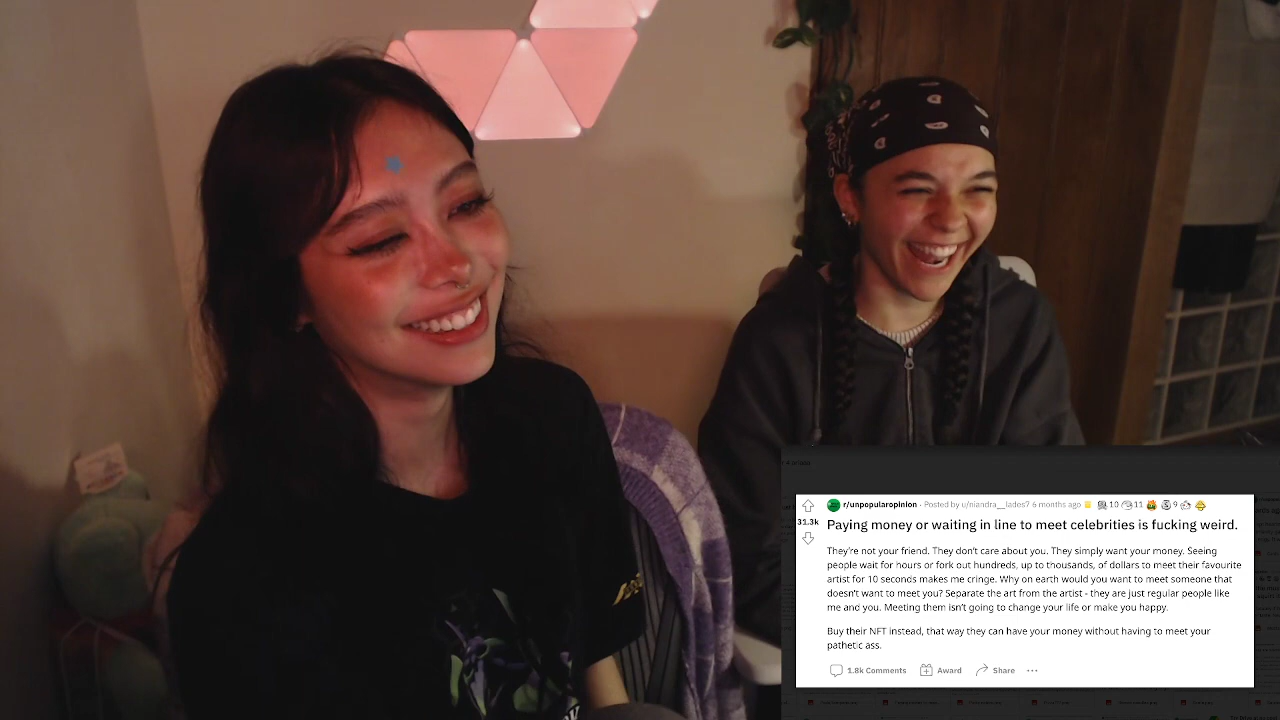 r/unpopularopinion · Posted by u/niandra__lades7 6 months ago 10 11 9
31.3k
Paying money or waiting in line to meet celebrities is fucking weird.
They're not your friend. They don't care about you. They simply want your money. Seeing
people wait for hours or fork out hundreds, up to thousands, of dollars to meet their favourite
artist for 10 seconds makes me cringe. Why on earth would you want to meet someone that
doesn't want to meet you? Separate the art from the artist - they are just regular people like
me and you. Meeting them isn't going to change your life or make you happy.
Buy their NFT instead, that way they can have your money without having to meet your
pathetic ass.
1.8k Comments Award Share ···